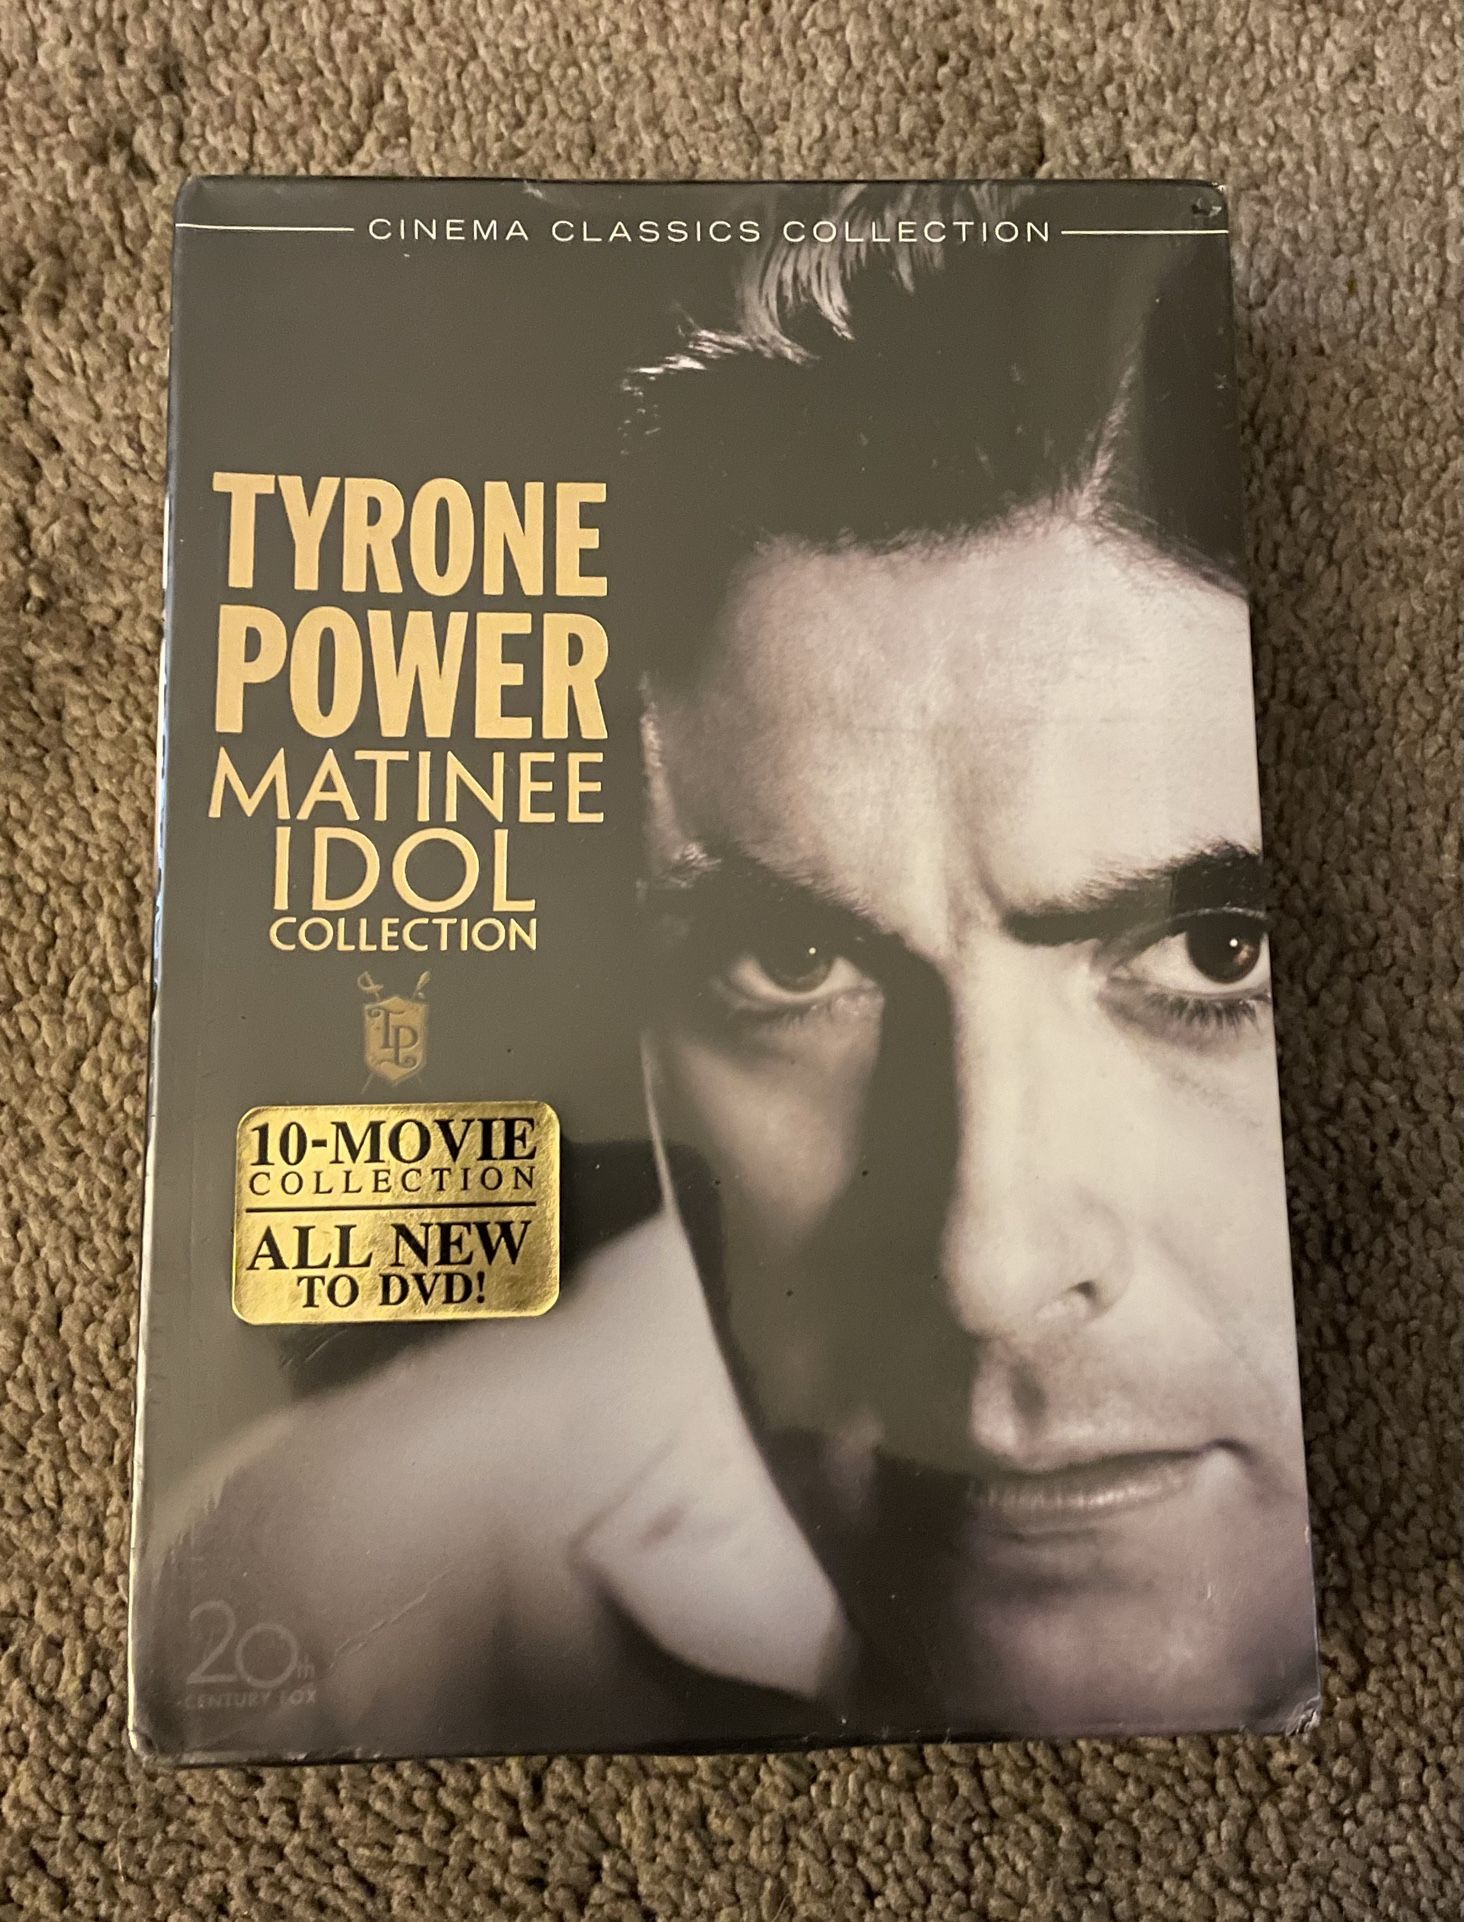 CINEMA CLASSICS COLLECTION
TYRONE
POWER
MATINEE
IDOL
COLLECTION
TP
10-MOVIE
COLLECTION
ALL NEW
TO DVD!
20th
CENTURY FOX